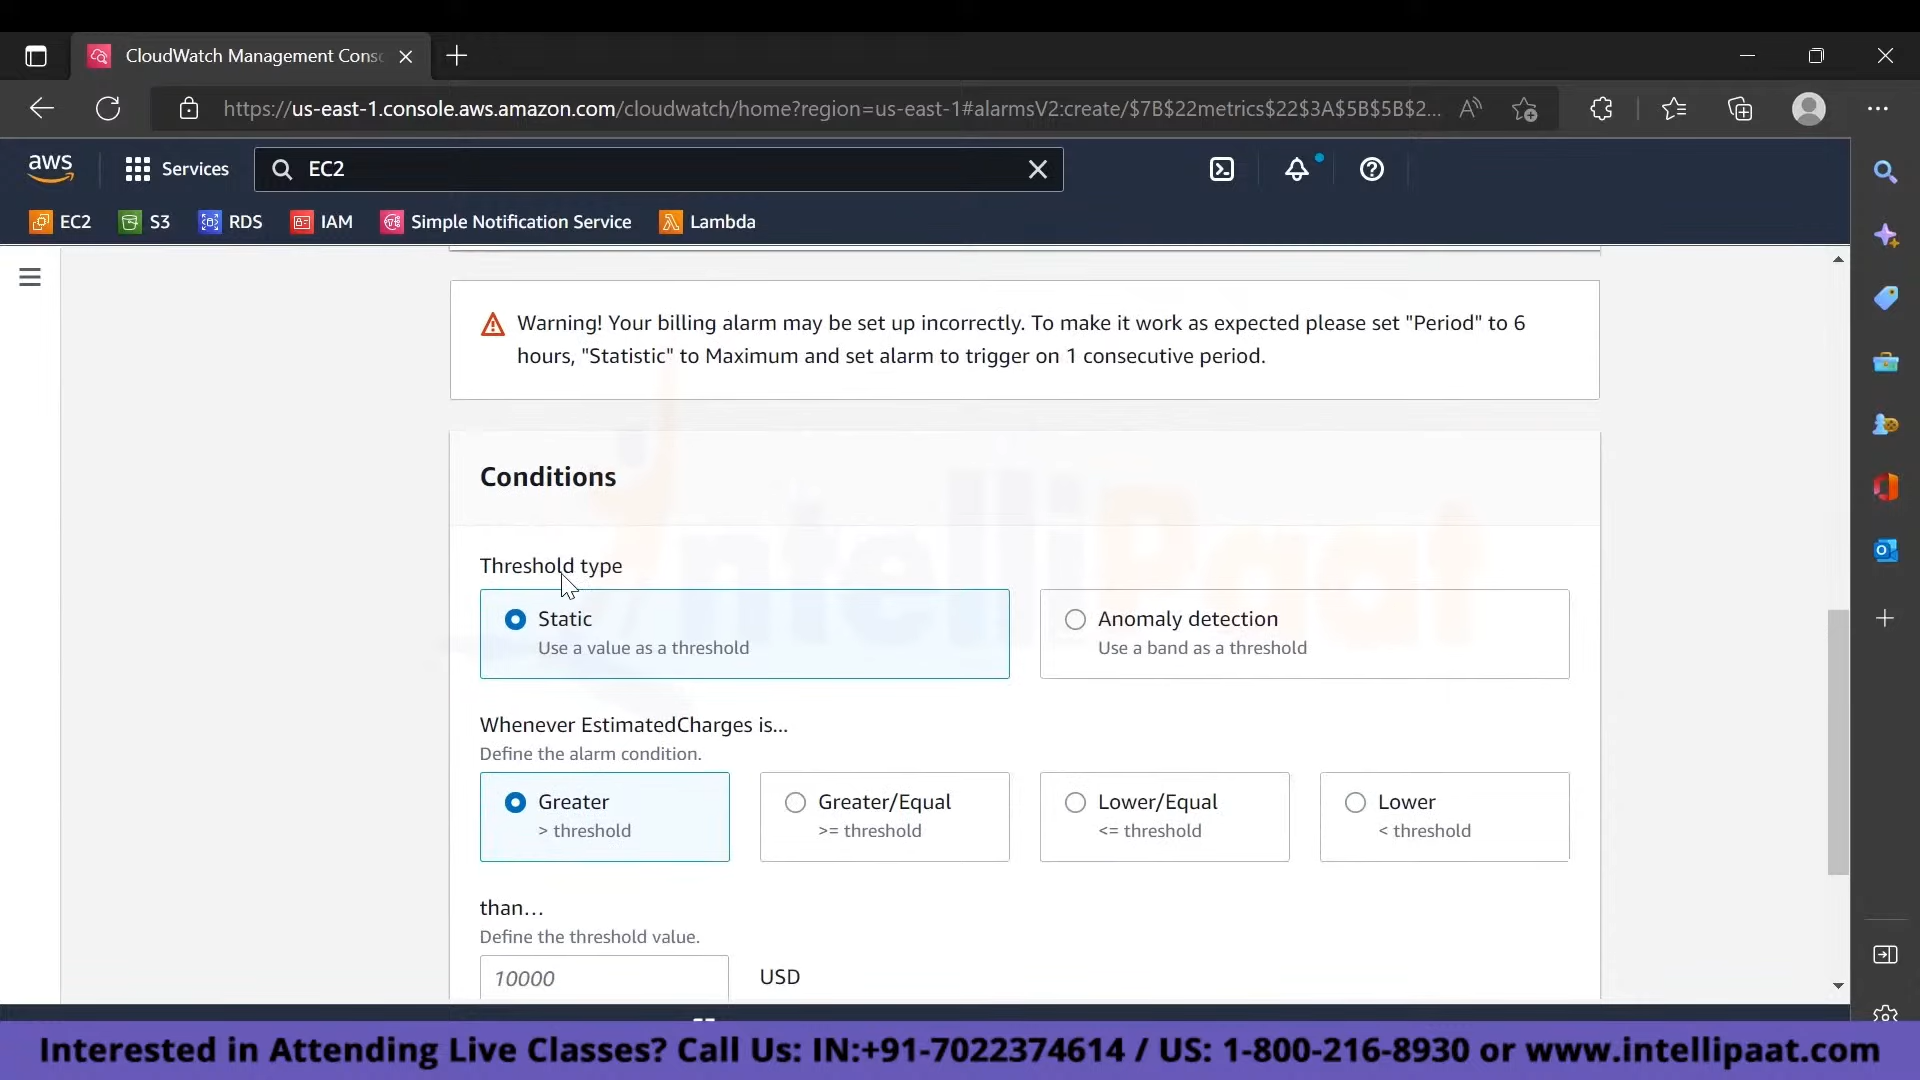 CloudWatch Management Cons
https://us-east-1.console.aws.amazon.com/cloudwatch/home?region=us-east-1#alarmsV2:create/$7B$22metrics$22$3A$5B$5B$2...
aws
Services
EC2
EC2
S3
RDS
IAM
Simple Notification Service
Lambda
Warning! Your billing alarm may be set up incorrectly. To make it work as expected please set "Period" to 6
hours, "Statistic" to Maximum and set alarm to trigger on 1 consecutive period.
Conditions
IntelliPaat
Threshold type
Static
Use a value as a threshold
Anomaly detection
Use a band as a threshold
Whenever EstimatedCharges is...
Define the alarm condition.
Greater
> threshold
Greater/Equal
>= threshold
Lower/Equal
<= threshold
Lower
< threshold
than...
Define the threshold value.
10000
USD
Interested in Attending Live Classes? Call Us: IN:+91-7022374614 / US: 1-800-216-8930 or www.intellipaat.com